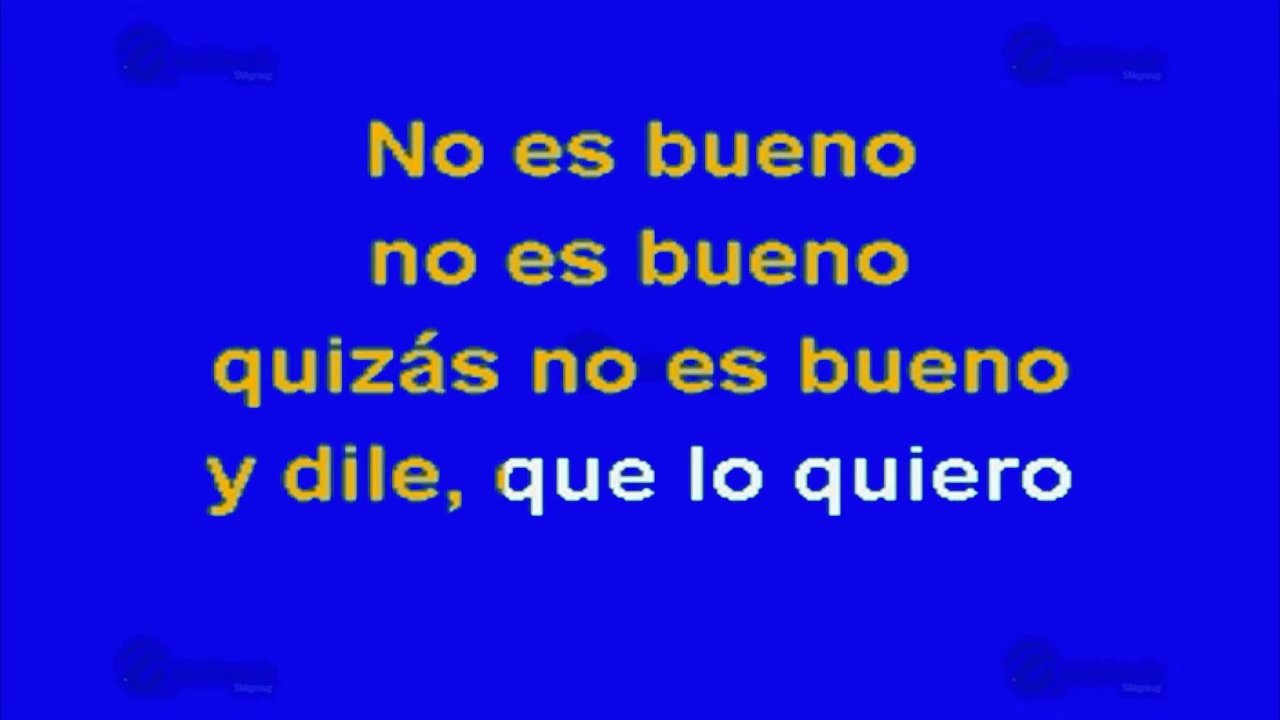 No es bueno
no es bueno
quizás no es bueno
y dile, que lo quiero